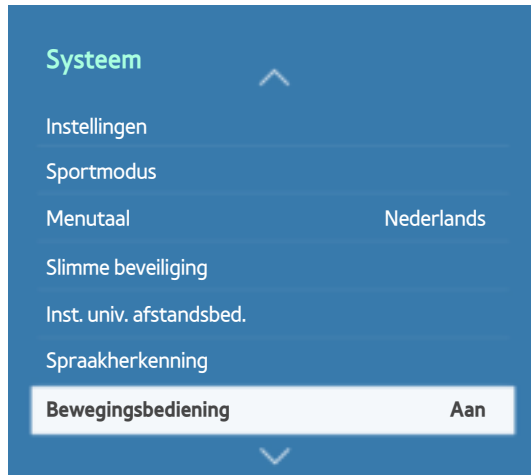 Systeem
Instellingen
Sportmodus
Menutaal Nederlands
Slimme beveiliging
Inst. univ. afstandsbed.
Spraakherkenning
Bewegingsbediening Aan